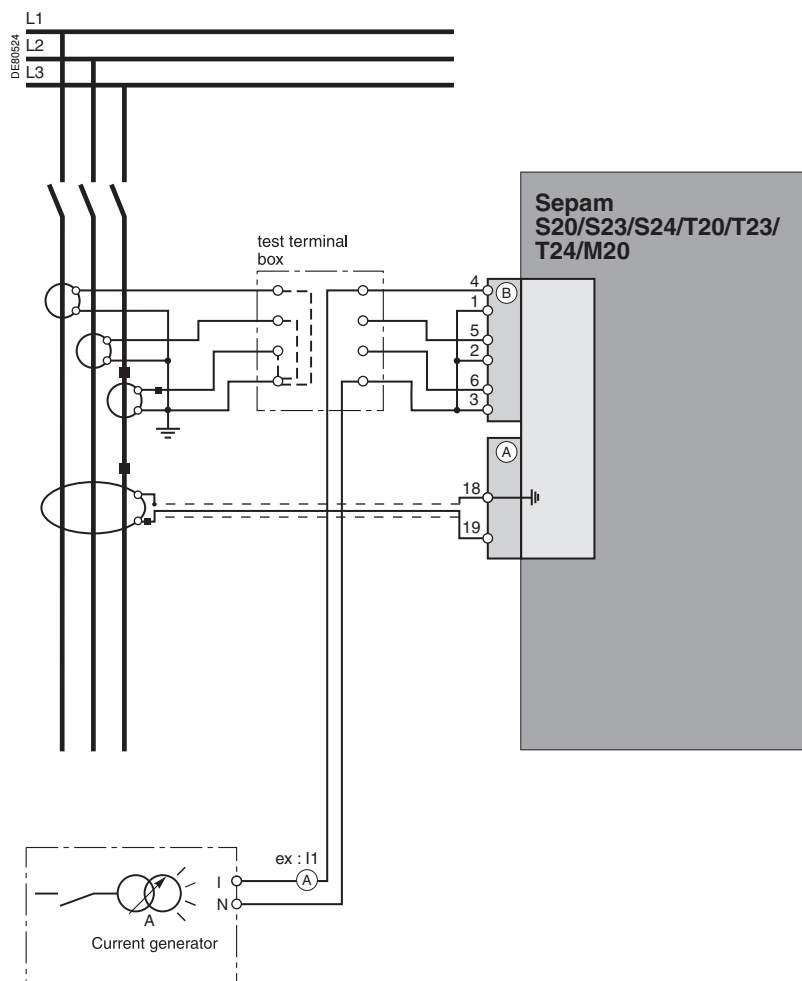 L1
DE80524
L2
L3
Sepam
S20/S23/S24/T20/T23/
T24/M20
test terminal
box
4
B
1
5
2
6
3
A
18
19
ex : I1
A
I
N
A
Current generator